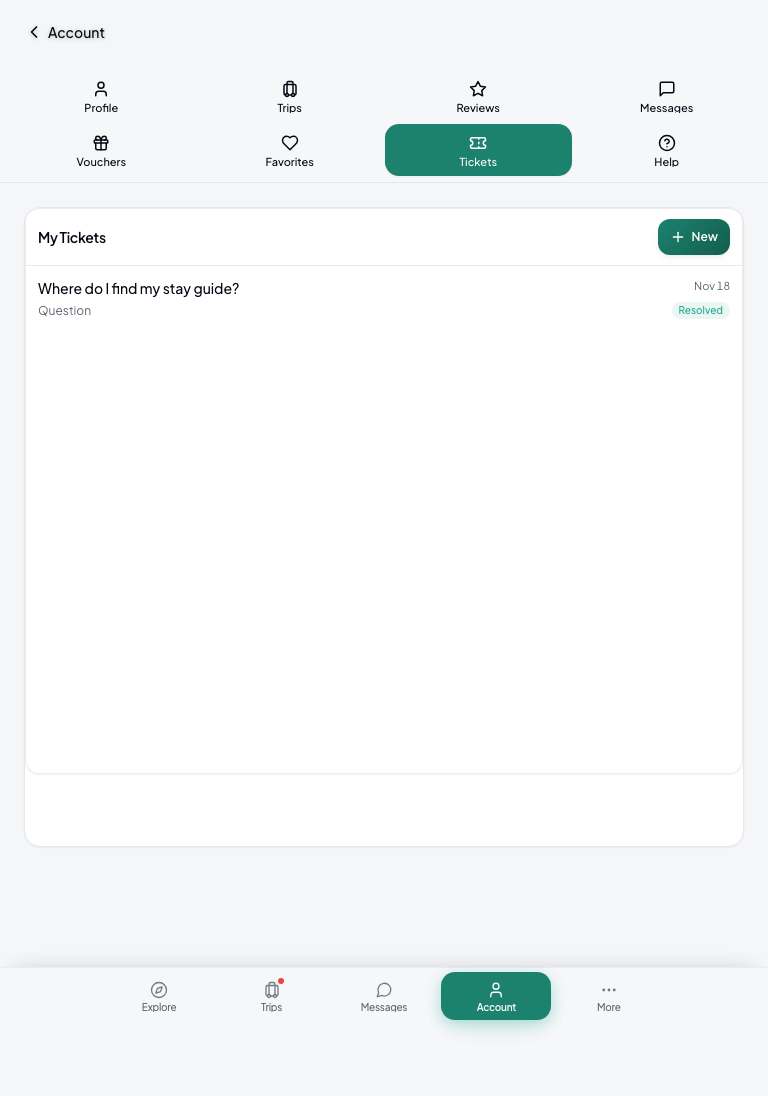 Account
Profile
Trips
Reviews
Messages
Vouchers
Favorites
Tickets
Help
My Tickets
New
Where do I find my stay guide?
Nov 18
Question
Resolved
Explore
Trips
Messages
Account
More